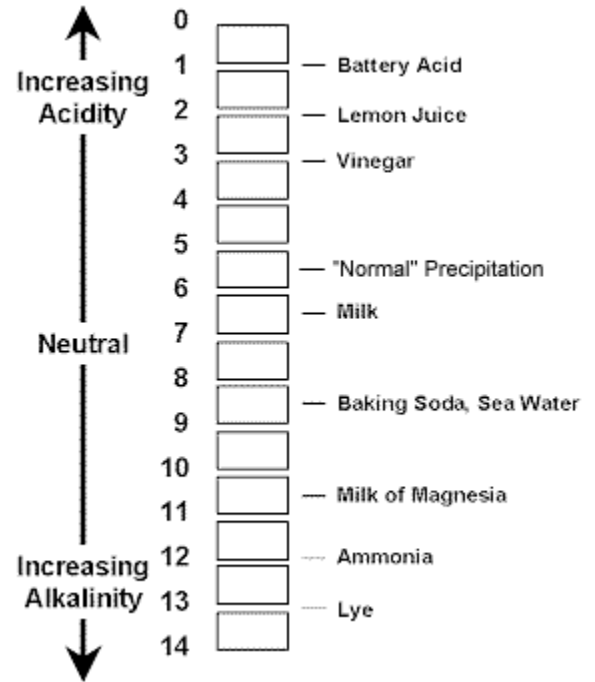 0
1
Battery Acid
Increasing
Acidity
2
Lemon Juice
3
Vinegar
4
5
"Normal" Precipitation
6
Milk
7
Neutral
8
Baking Soda, Sea Water
9
10
Milk of Magnesia
11
12
Ammonia
Increasing
Alkalinity
13
Lye
14